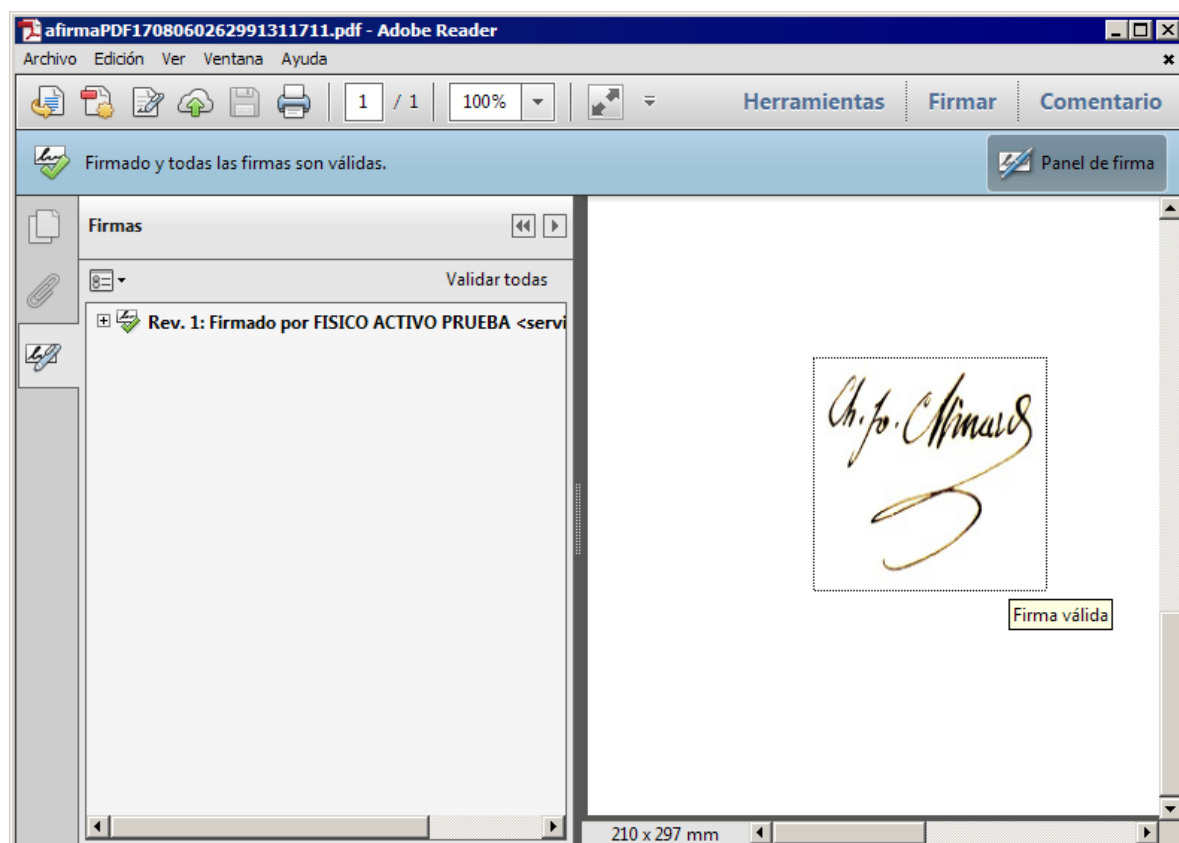 afirmaPDF1708060262991311711.pdf - Adobe Reader
Archivo Edición Ver Ventana Ayuda
1 / 1 100% Herramientas Firmar Comentario
Firmado y todas las firmas son válidas. Panel de firma
Firmas
Validar todas
Rev. 1: Firmado por FISICO ACTIVO PRUEBA <servi
Ch. Jo.
Firma válida
210 x 297 mm